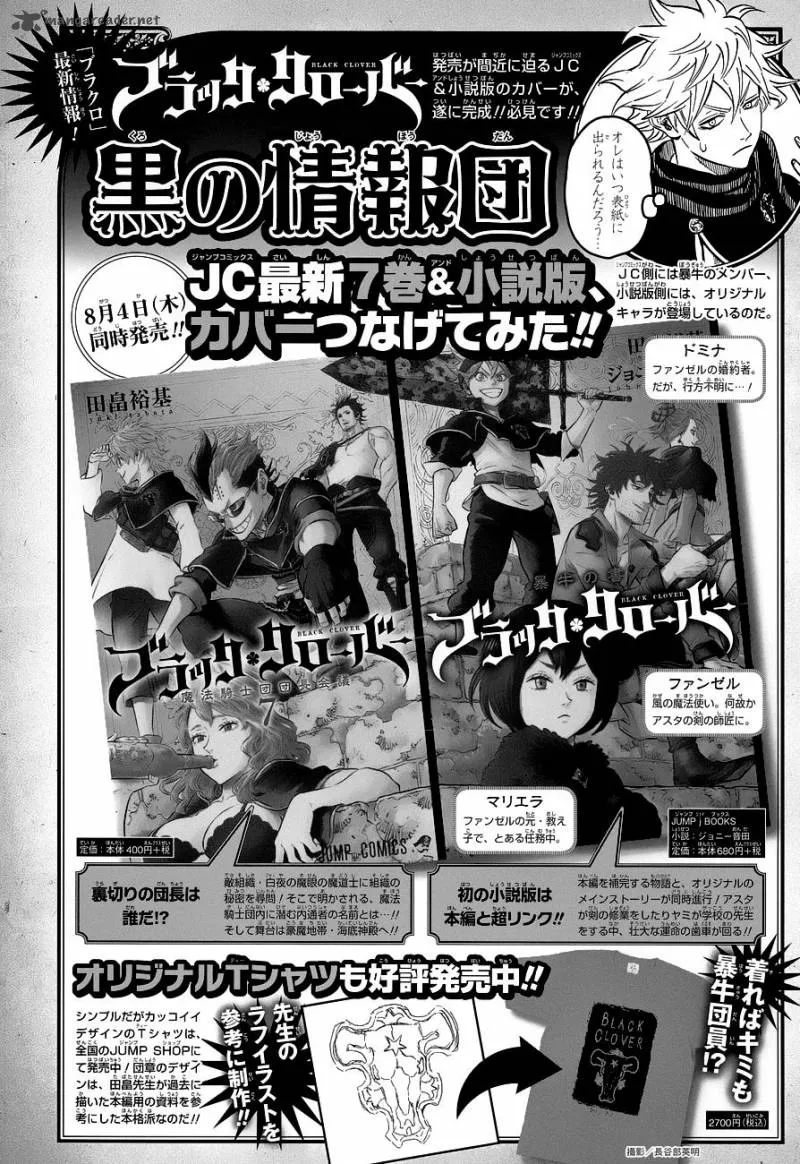 mangareader.net
「ブラクロ」
最新情報!
BLACK CLOVER
ブラック・クローバー
発売が間近に迫るJC
&小説版のカバーが、
遂に完成!!必見です!!
オレはいつ表紙に
出られるんだろう…
黒の情報団
8月4日(木)
同時発売!!
JC最新7巻&小説版、
カバーつなげてみた!!
JC側には暴牛のメンバー、
小説版側には、オリジナル
キャラが登場しているのだ。
田畠裕基
yuki tabata
ドミナ
ファンゼルの婚約者。
だが、行方不明に…!
BLACK CLOVER
ブラック・クローバー
魔法騎士団団長会議
7
暴牛の書
BLACK CLOVER
ブラック・クローバー
ファンゼル
風の魔法使い。何故か
アスタの剣の師匠に。
マリエラ
ファンゼルの元・教え
子で、とある任務中。
定価:本体 400円+税
JUMP COMICS
JUMP j BOOKS
小説:ジョニー音田
定価:本体680円+税
裏切りの団長は
誰だ!?
敵組織・白夜の魔眼の魔道士に組織の
秘密を尋問!そこで明かされる、魔法
騎士団内に潜む内通者の名前とは…!!
そして舞台は豪魔地帯・海底神殿へ!!
初の小説版は
本編と超リンク!!
本編を補完する物語と、オリジナルの
メインストーリーが同時進行!アスタ
が剣の修業をしたりヤミが学校の先生
をする中、壮大な運命の歯車が回る!!
オリジナルTシャツも好評発売中!!
シンプルだがカッコイイ
デザインのTシャツは、
全国のJUMP SHOPに
て発売中!団章のデザイ
ンは、田畠先生が過去に
描いた本編用の資料を参
考にした本格派なのだ!!
先生の
ラフイラストを
参考に制作!!
BLACK
CLOVER
着ればキミも
暴牛団員!?
2700円(税込)
撮影/長谷部英明